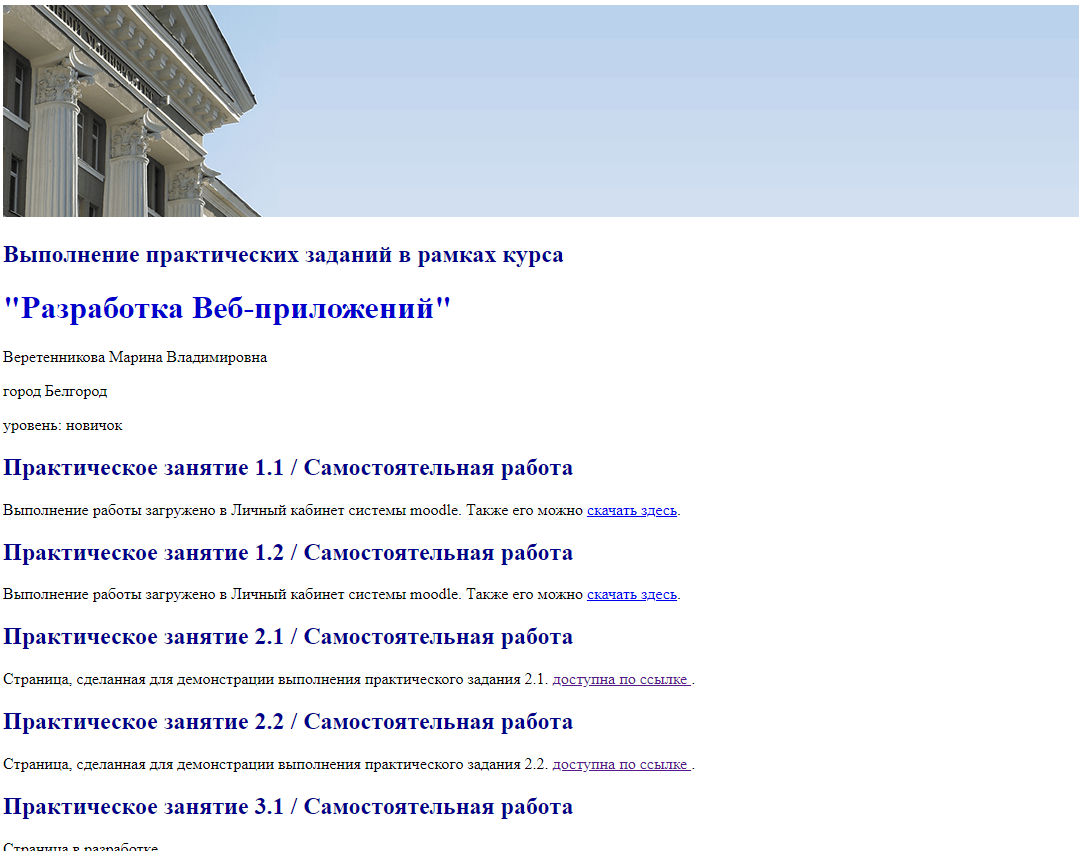 Выполнение практических заданий в рамках курса
"Разработка Веб-приложений"
Веретенникова Марина Владимировна
город Белгород
уровень: новичок
Практическое занятие 1.1 / Самостоятельная работа
Выполнение работы загружено в Личный кабинет системы moodle. Также его можно скачать здесь.
Практическое занятие 1.2 / Самостоятельная работа
Выполнение работы загружено в Личный кабинет системы moodle. Также его можно скачать здесь.
Практическое занятие 2.1 / Самостоятельная работа
Страница, сделанная для демонстрации выполнения практического задания 2.1. доступна по ссылке .
Практическое занятие 2.2 / Самостоятельная работа
Страница, сделанная для демонстрации выполнения практического задания 2.2. доступна по ссылке .
Практическое занятие 3.1 / Самостоятельная работа
Страница в разработке